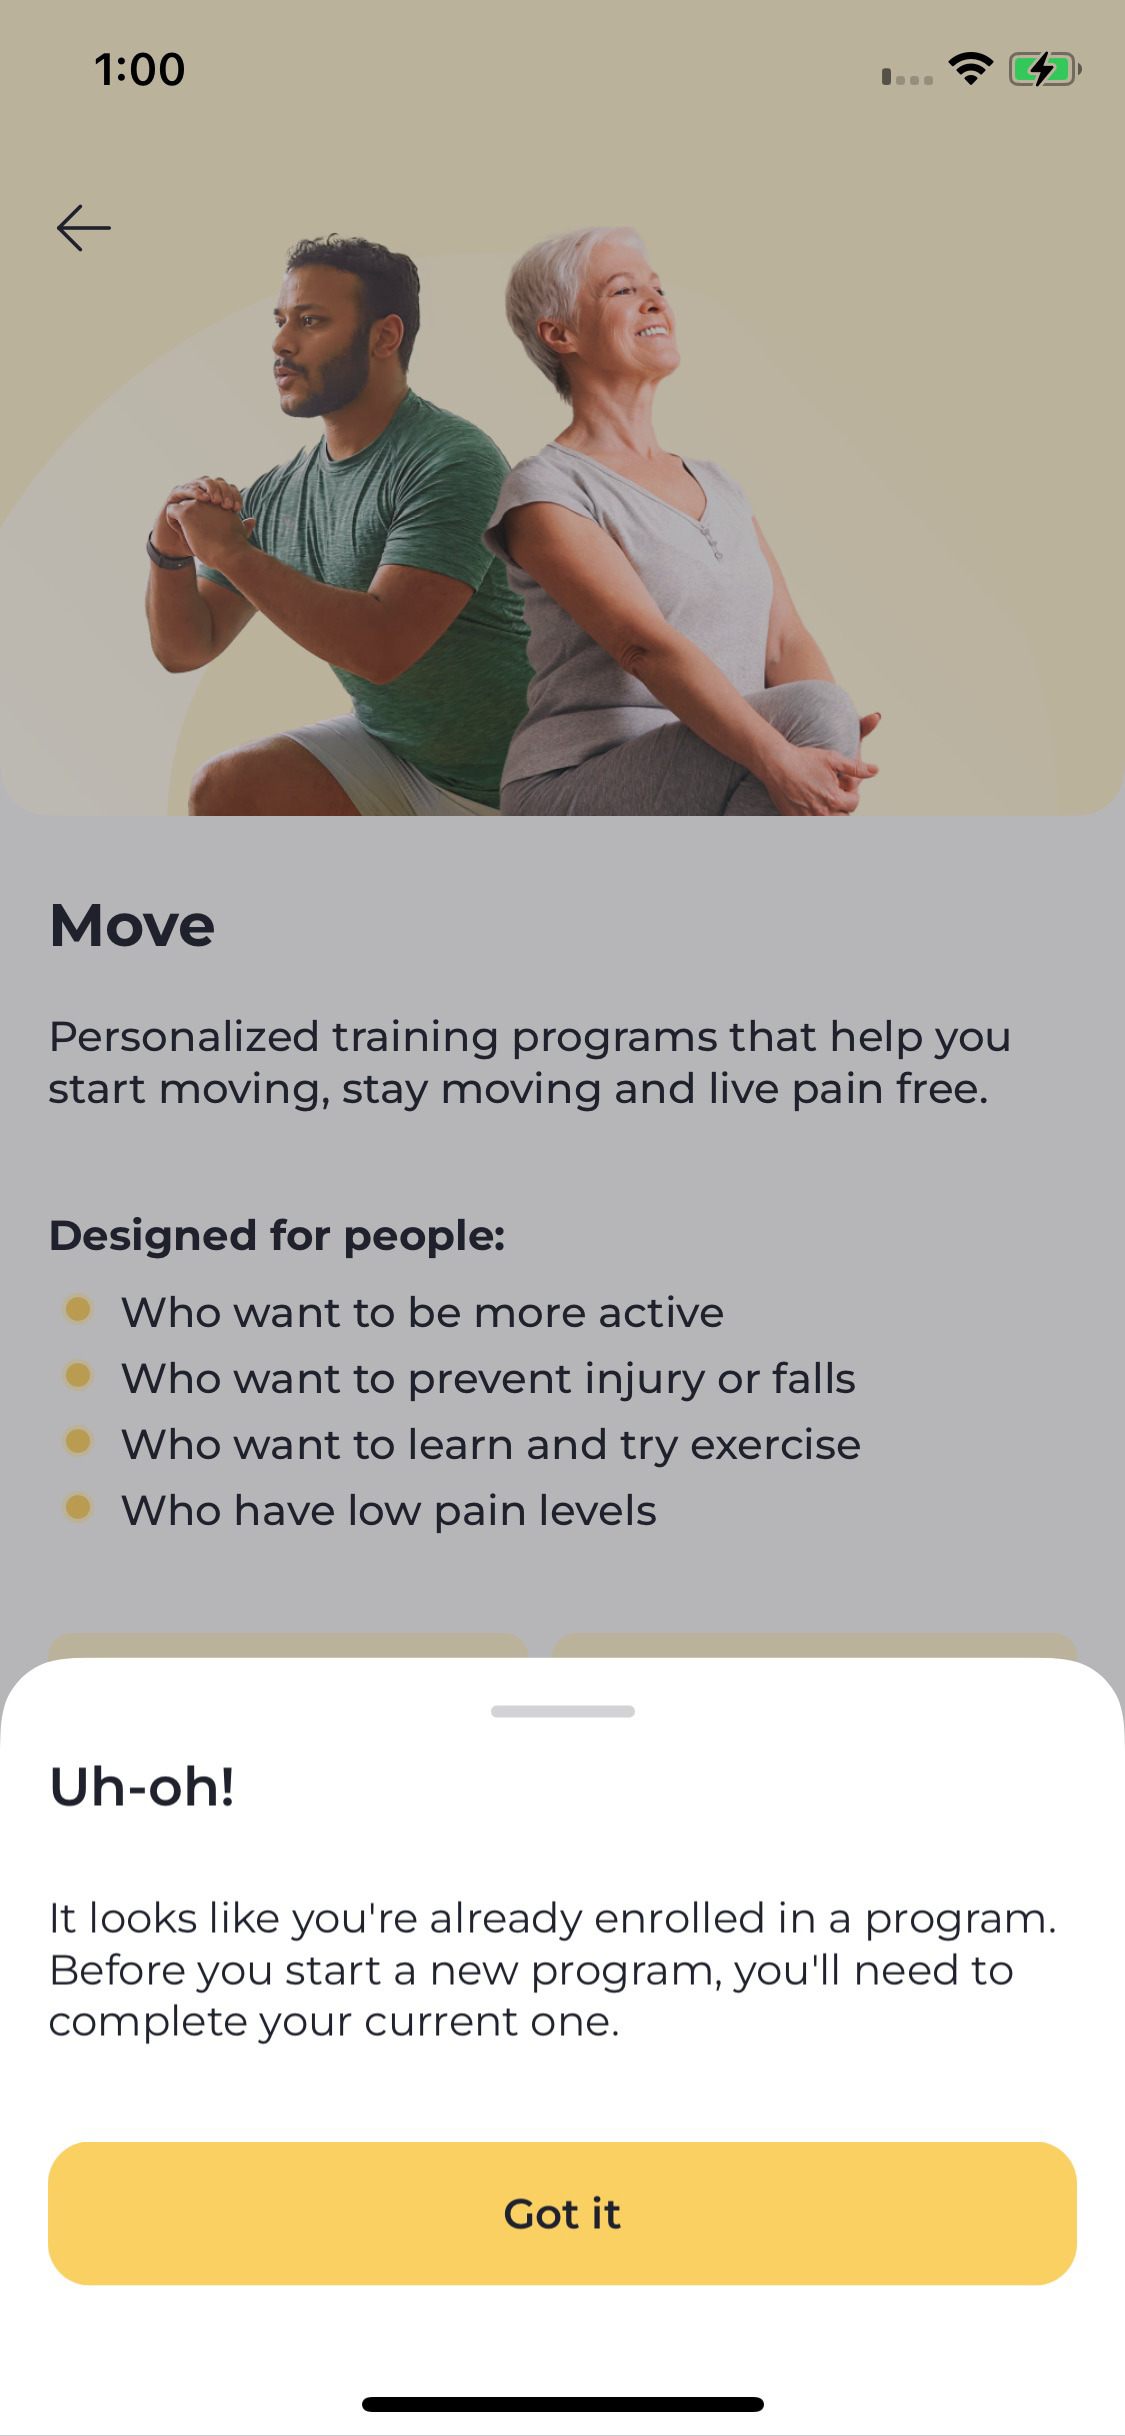 1:00
Move
Personalized training programs that help you
start moving, stay moving and live pain free.
Designed for people:
Who want to be more active
Who want to prevent injury or falls
Who want to learn and try exercise
Who have low pain levels
Uh-oh!
It looks like you're already enrolled in a program.
Before you start a new program, you'll need to
complete your current one.
Got it